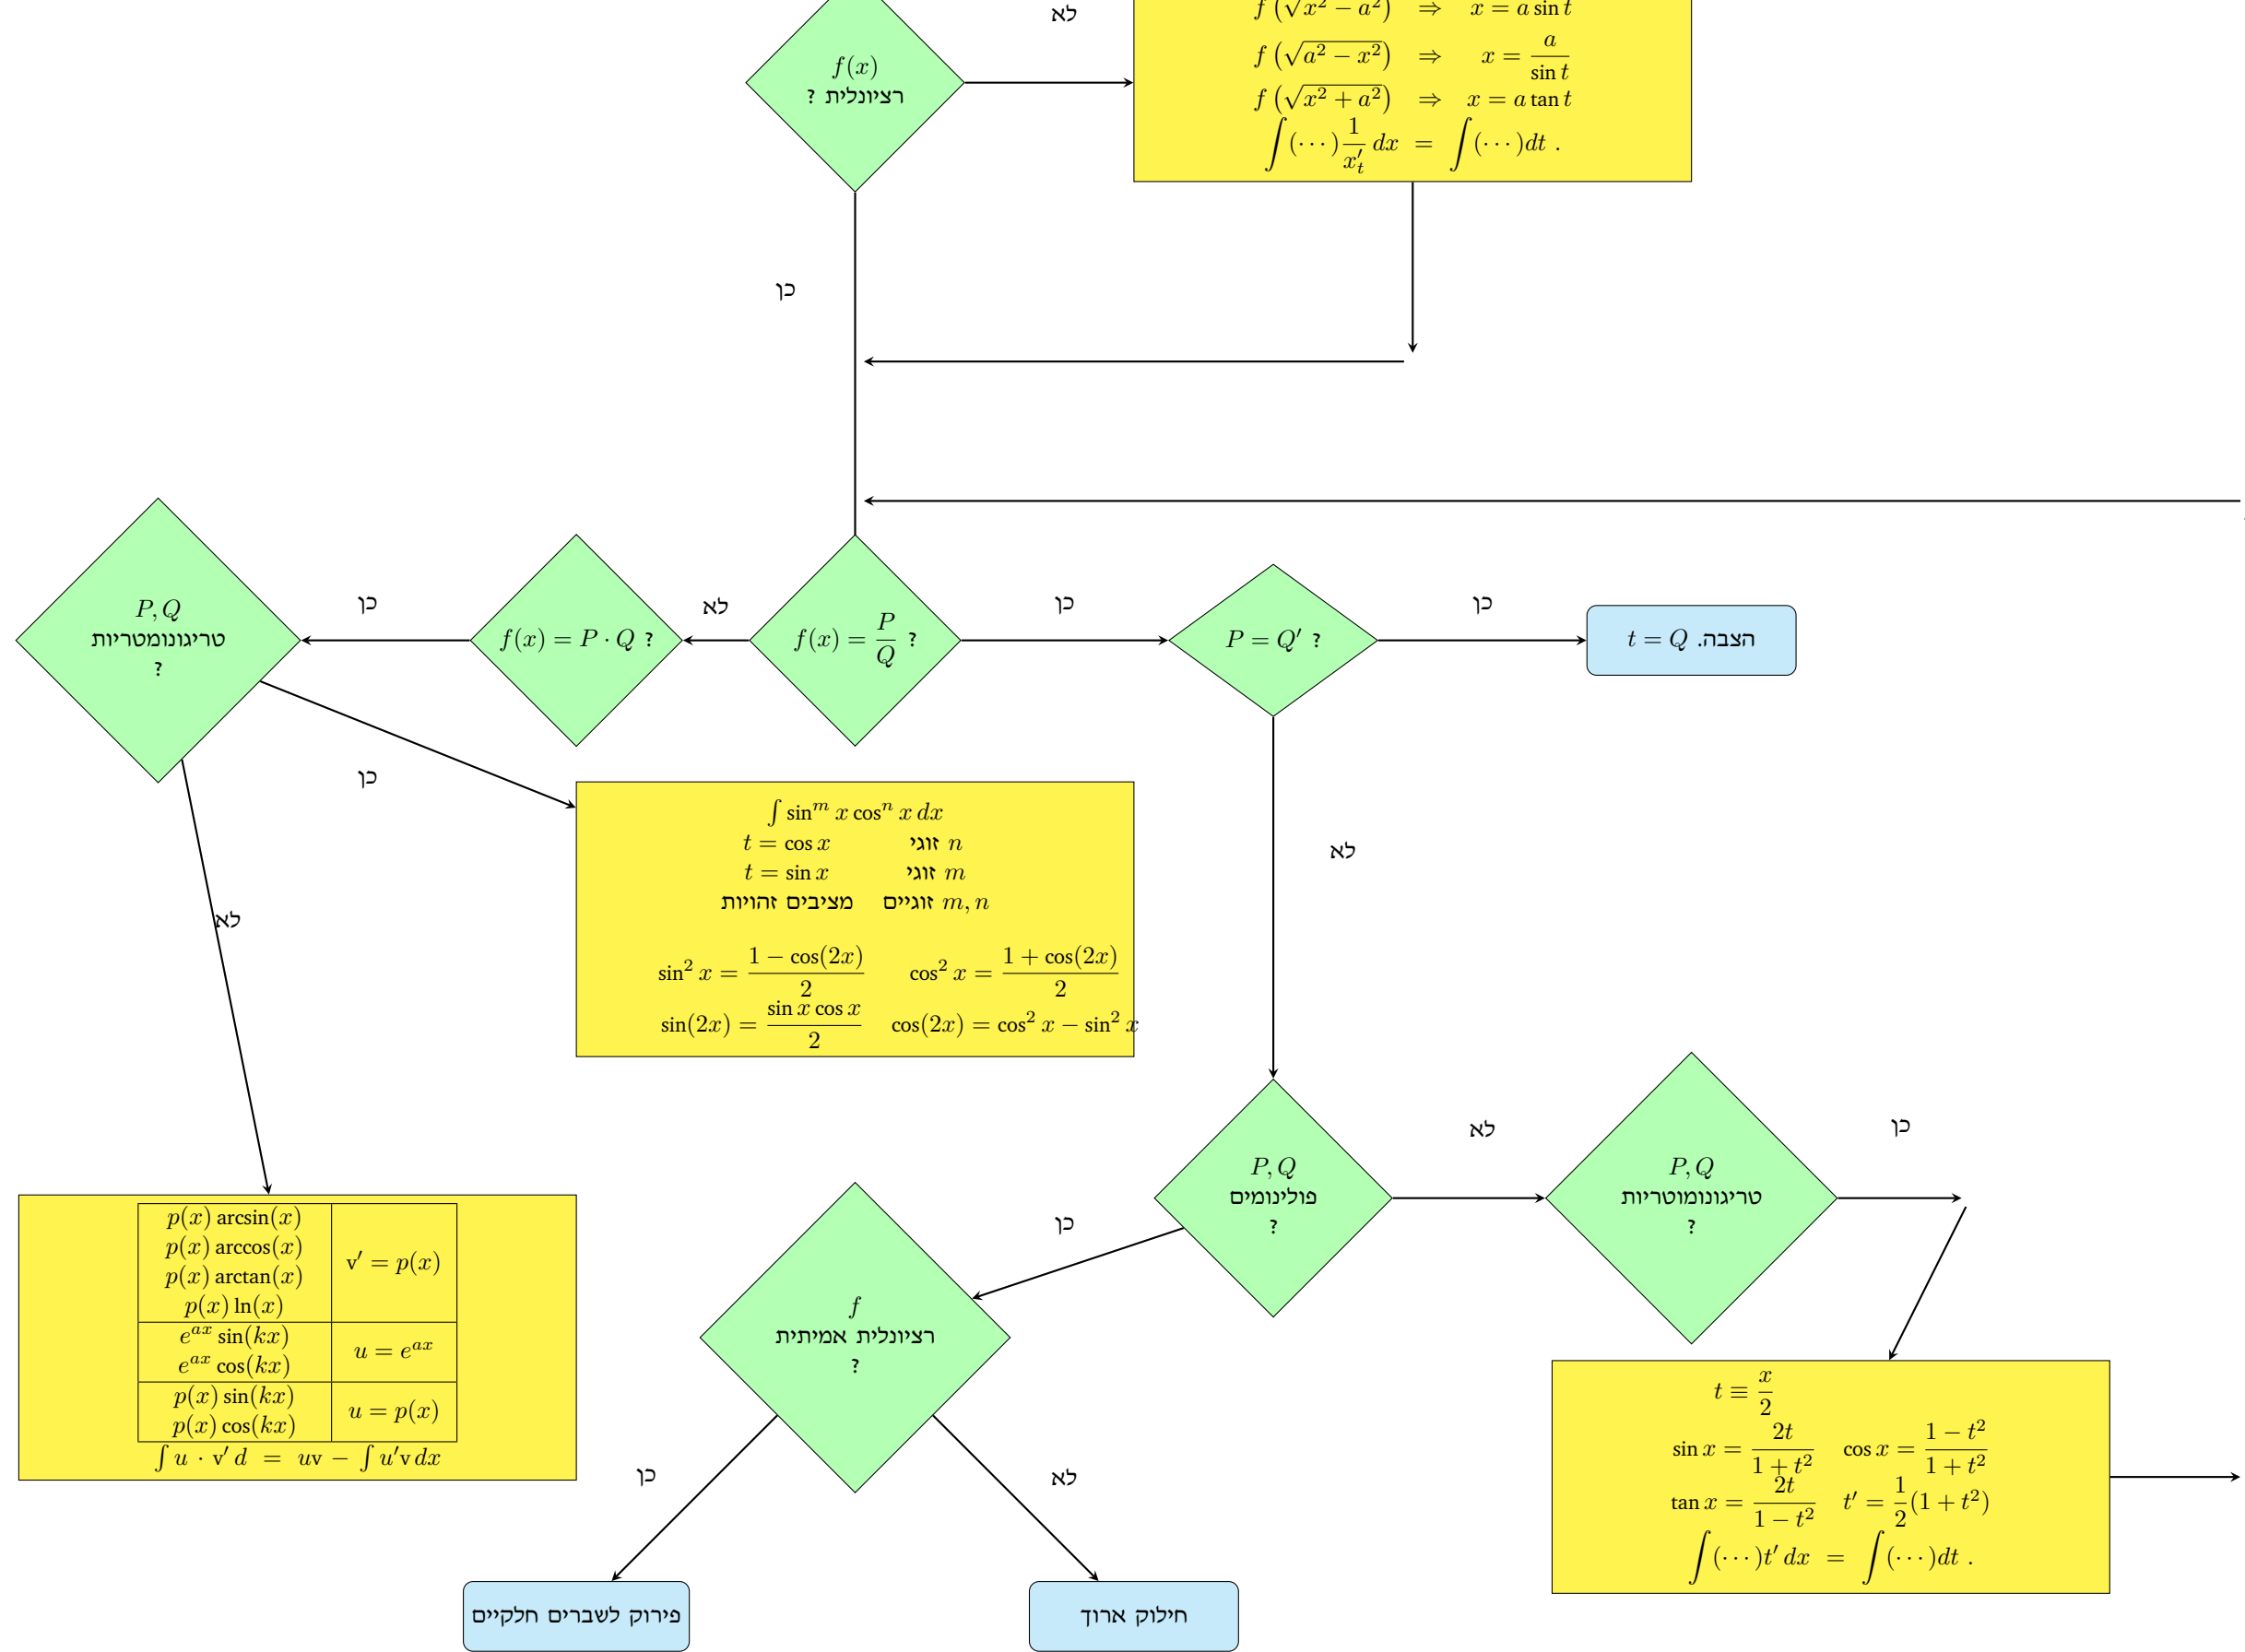 לא
f(√x² − a²) ⇒ x = a sin t
f(√a² − x²) ⇒ x = a/sin t
f(√x² + a²) ⇒ x = a tan t
∫(⋯) 1/x′ₜ dx = ∫(⋯)dt .
f(x)
רציונלית ?
כן
P, Q
טריגונומטריות
?
כן
f(x) = P · Q ?
לא
f(x) = P/Q ?
כן
P = Q′ ?
כן
הצבה. t = Q
כן
לא
∫ sinᵐ x cosⁿ x dx
t = cos x n זוגי
t = sin x m זוגי
מציבים זהויות m, n זוגיים
sin² x = (1 − cos(2x))/2 cos² x = (1 + cos(2x))/2
sin(2x) = (sin x cos x)/2 cos(2x) = cos² x − sin² x
לא
P, Q
פולינומים
?
לא
P, Q
טריגונומוטריות
?
כן
כן
f
רציונלית אמיתית
?
כן
לא
p(x) arcsin(x)
p(x) arccos(x)
p(x) arctan(x)
p(x) ln(x)
v′ = p(x)
eᵃˣ sin(kx)
eᵃˣ cos(kx)
u = eᵃˣ
p(x) sin(kx)
p(x) cos(kx)
u = p(x)
∫ u · v′ d = uv − ∫ u′v dx
t ≡ x/2
sin x = 2t/(1 + t²) cos x = (1 − t²)/(1 + t²)
tan x = 2t/(1 − t²) t′ = 1/2(1 + t²)
∫(⋯)t′ dx = ∫(⋯)dt .
פירוק לשברים חלקיים
חילוק ארוך